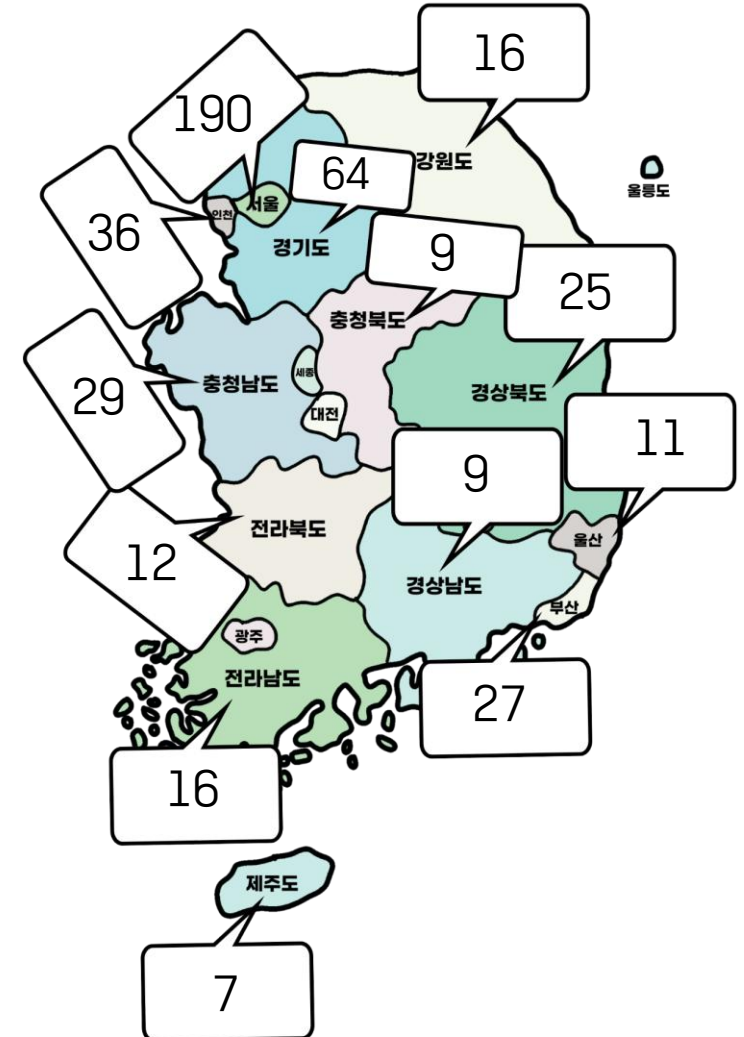 16
190
강원도
64
울릉도
서울
인천
36
경기도
9
25
충청북도
세종
충청남도
29
경상북도
대전
11
9
전라북도
울산
12
경상남도
부산
광주
전라남도
27
16
제주도
7